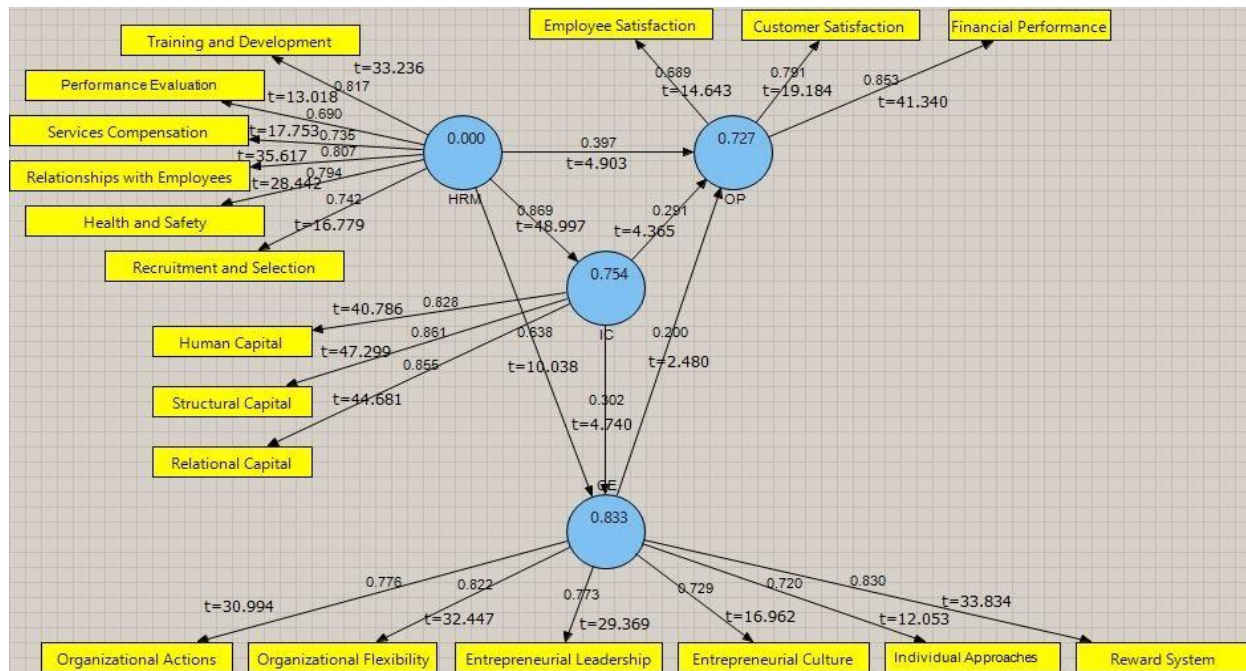 Training and Development
t=33.236
0.817
Performance Evaluation
t=13.018
0.690
Services Compensation
t=17.753
0.735
Relationships with Employees
t=35.617
0.807
Health and Safety
t=28.442
0.794
Recruitment and Selection
t=16.779
0.742
0.000
HRM
Employee Satisfaction
Customer Satisfaction
Financial Performance
0.689
t=14.643
0.791
t=19.184
0.853
t=41.340
0.397
t=4.903
0.727
OP
0.869
t=48.997
0.291
t=4.365
0.754
IC
t=40.786
0.828
Human Capital
t=47.299
0.861
Structural Capital
t=44.681
0.855
Relational Capital
0.638
t=10.038
0.200
t=2.480
0.302
t=4.740
0.833
0.776
t=30.994
0.822
t=32.447
0.773
t=29.369
0.729
t=16.962
0.720
t=12.053
0.830
t=33.834
Organizational Actions
Organizational Flexibility
Entrepreneurial Leadership
Entrepreneurial Culture
Individual Approaches
Reward System